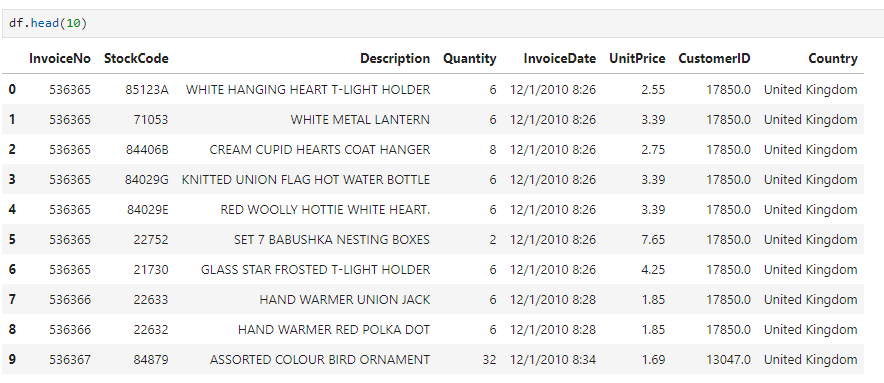 df.head(10)
InvoiceNo StockCode Description Quantity InvoiceDate UnitPrice CustomerID Country
0 536365 85123A WHITE HANGING HEART T-LIGHT HOLDER 6 12/1/2010 8:26 2.55 17850.0 United Kingdom
1 536365 71053 WHITE METAL LANTERN 6 12/1/2010 8:26 3.39 17850.0 United Kingdom
2 536365 84406B CREAM CUPID HEARTS COAT HANGER 8 12/1/2010 8:26 2.75 17850.0 United Kingdom
3 536365 84029G KNITTED UNION FLAG HOT WATER BOTTLE 6 12/1/2010 8:26 3.39 17850.0 United Kingdom
4 536365 84029E RED WOOLLY HOTTIE WHITE HEART. 6 12/1/2010 8:26 3.39 17850.0 United Kingdom
5 536365 22752 SET 7 BABUSHKA NESTING BOXES 2 12/1/2010 8:26 7.65 17850.0 United Kingdom
6 536365 21730 GLASS STAR FROSTED T-LIGHT HOLDER 6 12/1/2010 8:26 4.25 17850.0 United Kingdom
7 536366 22633 HAND WARMER UNION JACK 6 12/1/2010 8:28 1.85 17850.0 United Kingdom
8 536366 22632 HAND WARMER RED POLKA DOT 6 12/1/2010 8:28 1.85 17850.0 United Kingdom
9 536367 84879 ASSORTED COLOUR BIRD ORNAMENT 32 12/1/2010 8:34 1.69 13047.0 United Kingdom